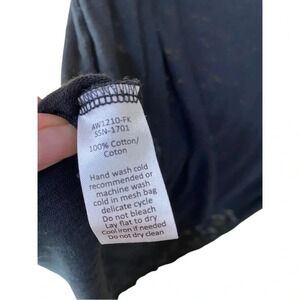 AW1210-FK
SSN-1701
100% Cotton/
Coton
Hand wash cold
recommended or
machine wash
cold in mesh bag
delicate cycle
Do not bleach
Lay flat to dry
Cool iron if needed
Do not dry clean